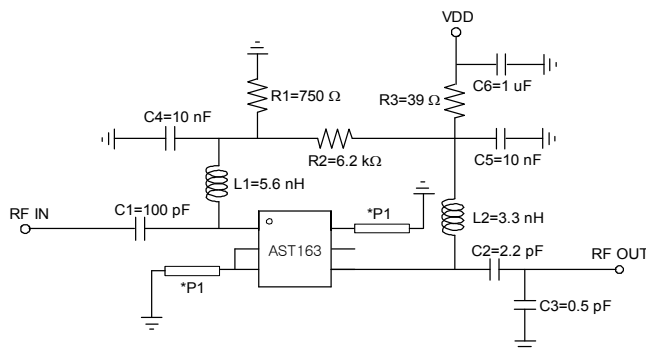 VDD
R1=750 Ω
R3=39 Ω
C6=1 uF
C4=10 nF
R2=6.2 kΩ
C5=10 nF
L1=5.6 nH
RF IN
C1=100 pF
*P1
L2=3.3 nH
AST163
C2=2.2 pF
RF OUT
*P1
C3=0.5 pF